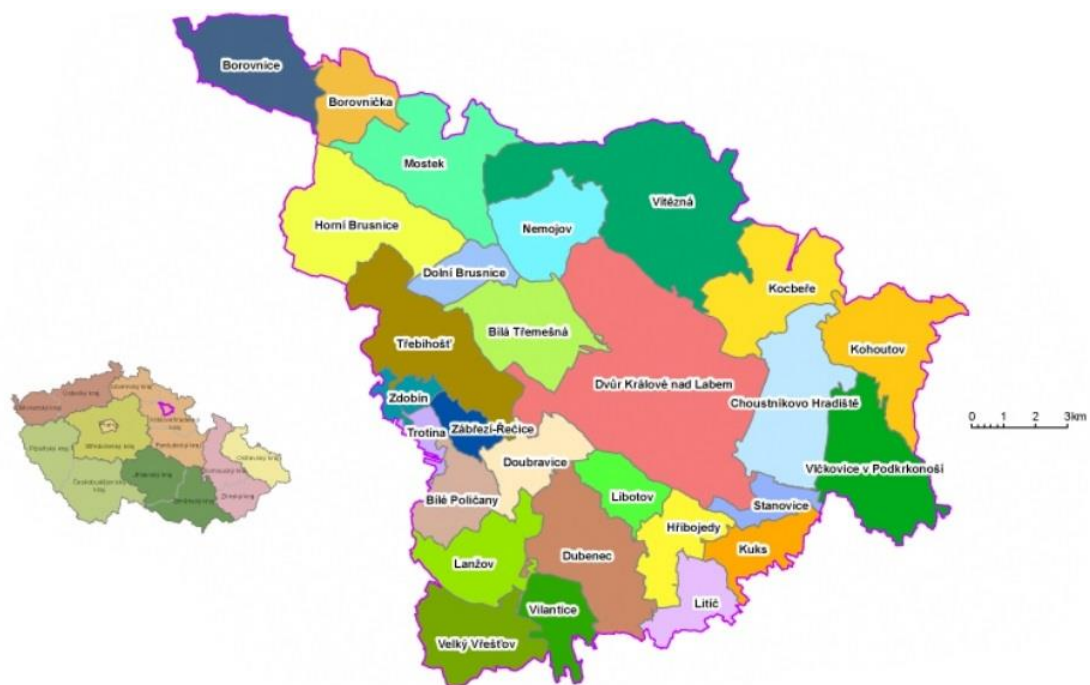 Borovnice
Borovnička
Mostek
Vítězná
Horní Brusnice
Nemojov
Dolní Brusnice
Kocbeře
Bílá Třemešná
Třebihošť
Kohoutov
Dvůr Králové nad Labem
Zdobín
Choustníkovo Hradiště
Trotina
Zábřezí-Řečice
Doubravice
Vlčkovice v Podkrkonoší
Bílé Poličany
Libotov
Stanovice
Hřibojedy
Lanžov
Dubenec
Kuks
Vilantice
Litíč
Velký Vřešťov
0 1 2 3km